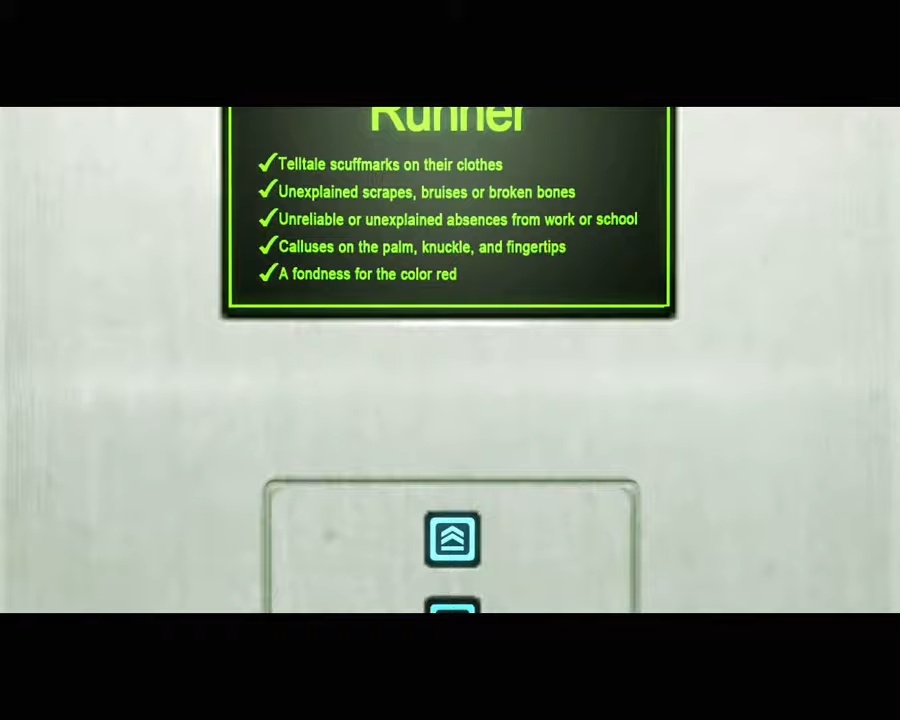 Runner
✓Telltale scuffmarks on their clothes
✓Unexplained scrapes, bruises or broken bones
✓Unreliable or unexplained absences from work or school
✓Calluses on the palm, knuckle, and fingertips
✓A fondness for the color red